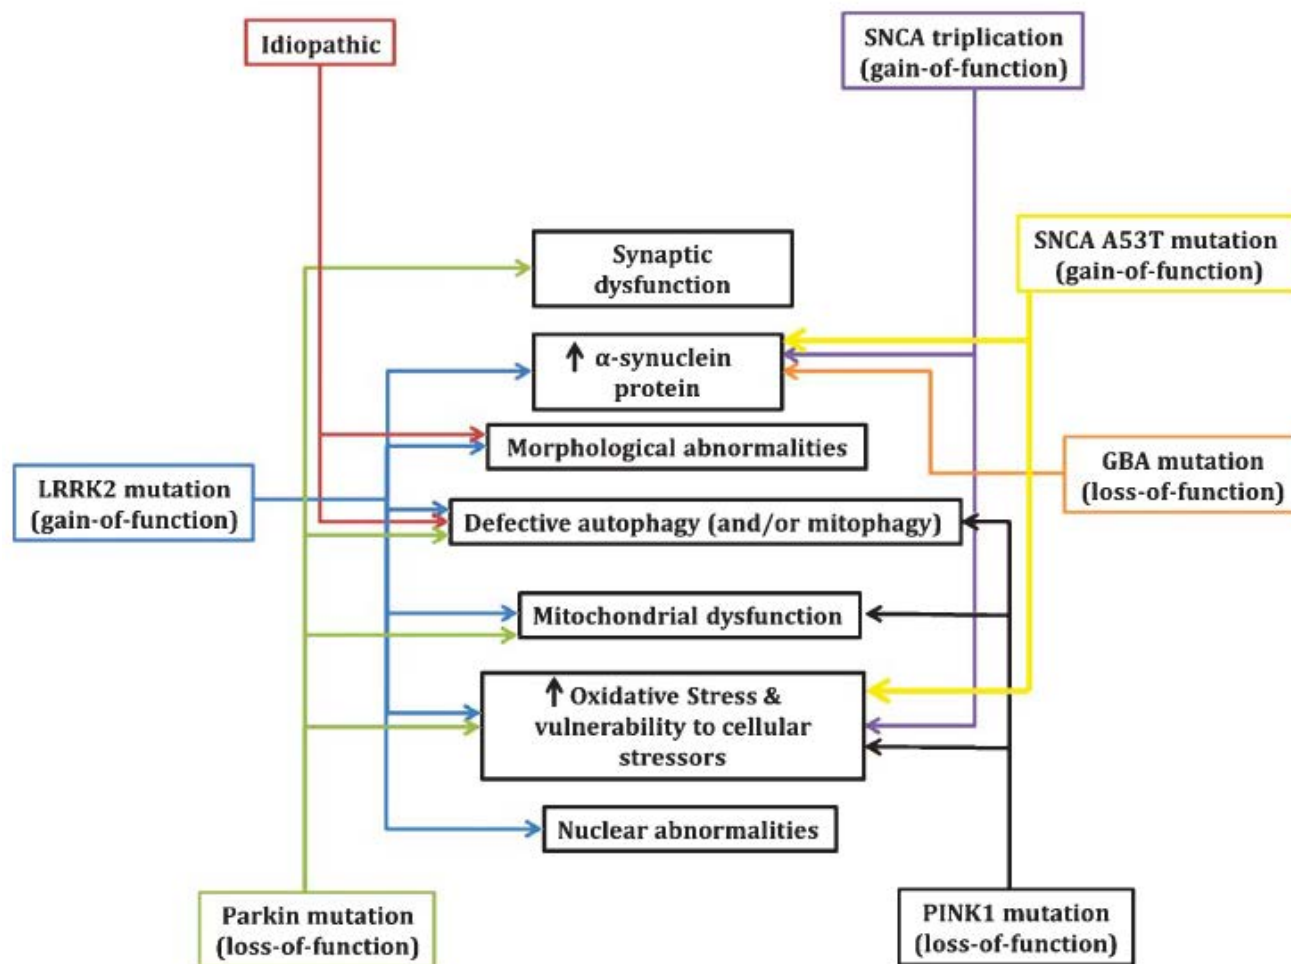 Idiopathic
SNCA triplication
(gain-of-function)
SNCA A53T mutation
(gain-of-function)
Synaptic
dysfunction
↑ α-synuclein
protein
Morphological abnormalities
GBA mutation
(loss-of-function)
LRRK2 mutation
(gain-of-function)
Defective autophagy (and/or mitophagy)
Mitochondrial dysfunction
↑ Oxidative Stress &
vulnerability to cellular
stressors
Nuclear abnormalities
Parkin mutation
(loss-of-function)
PINK1 mutation
(loss-of-function)